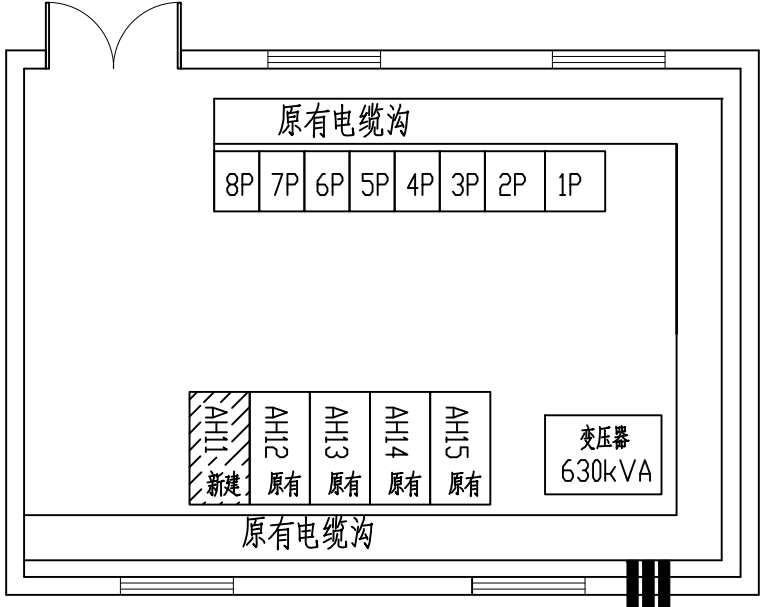 原有电缆沟
8P 7P 6P 5P 4P 3P 2P 1P
AH11 AH12 AH13 AH14 AH15
新建 原有 原有 原有 原有
变压器
630kVA
原有电缆沟